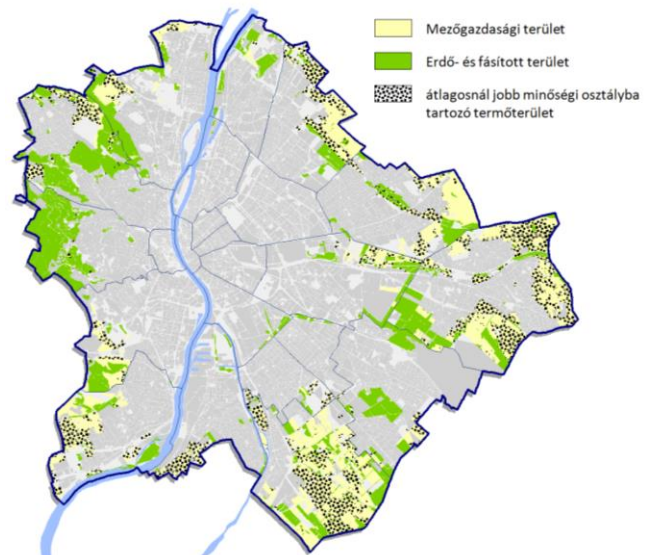 Mezőgazdasági terület
Erdő- és fásított terület
átlagosnál jobb minőségi osztályba
tartozó termőterület